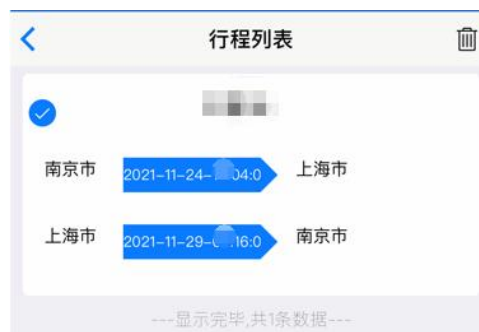 行程列表
南京市 2021-11-24- 04:0 上海市
上海市 2021-11-29- 16:0 南京市
---显示完毕,共1条数据---